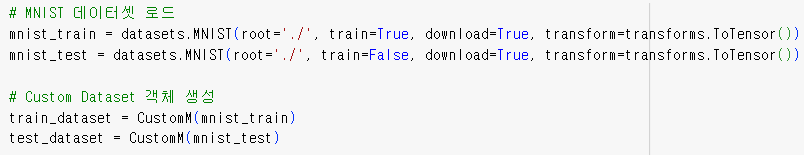 # MNIST 데이터셋 로드
mnist_train = datasets.MNIST(root='./', train=True, download=True, transform=transforms.ToTensor())
mnist_test = datasets.MNIST(root='./', train=False, download=True, transform=transforms.ToTensor())
# Custom Dataset 객체 생성
train_dataset = CustomM(mnist_train)
test_dataset = CustomM(mnist_test)